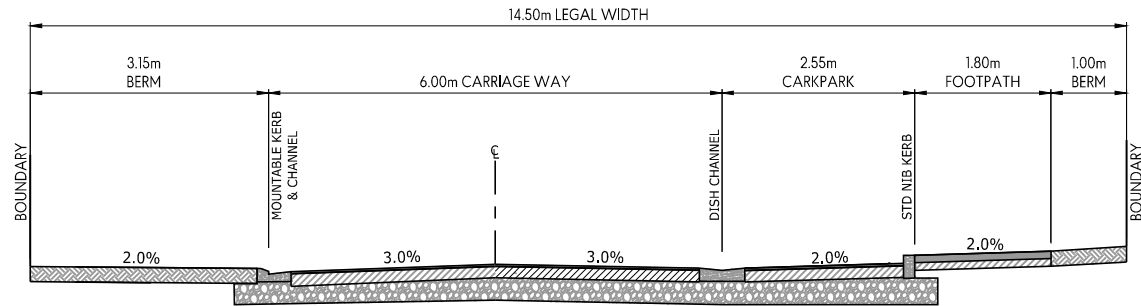 14.50m LEGAL WIDTH
3.15m
BERM
6.00m CARRIAGE WAY
2.55m
CARKPARK
1.80m
FOOTPATH
1.00m
BERM
BOUNDARY
MOUNTABLE KERB
& CHANNEL
℄
DISH CHANNEL
STD NIB KERB
BOUNDARY
2.0%
3.0%
3.0%
2.0%
2.0%